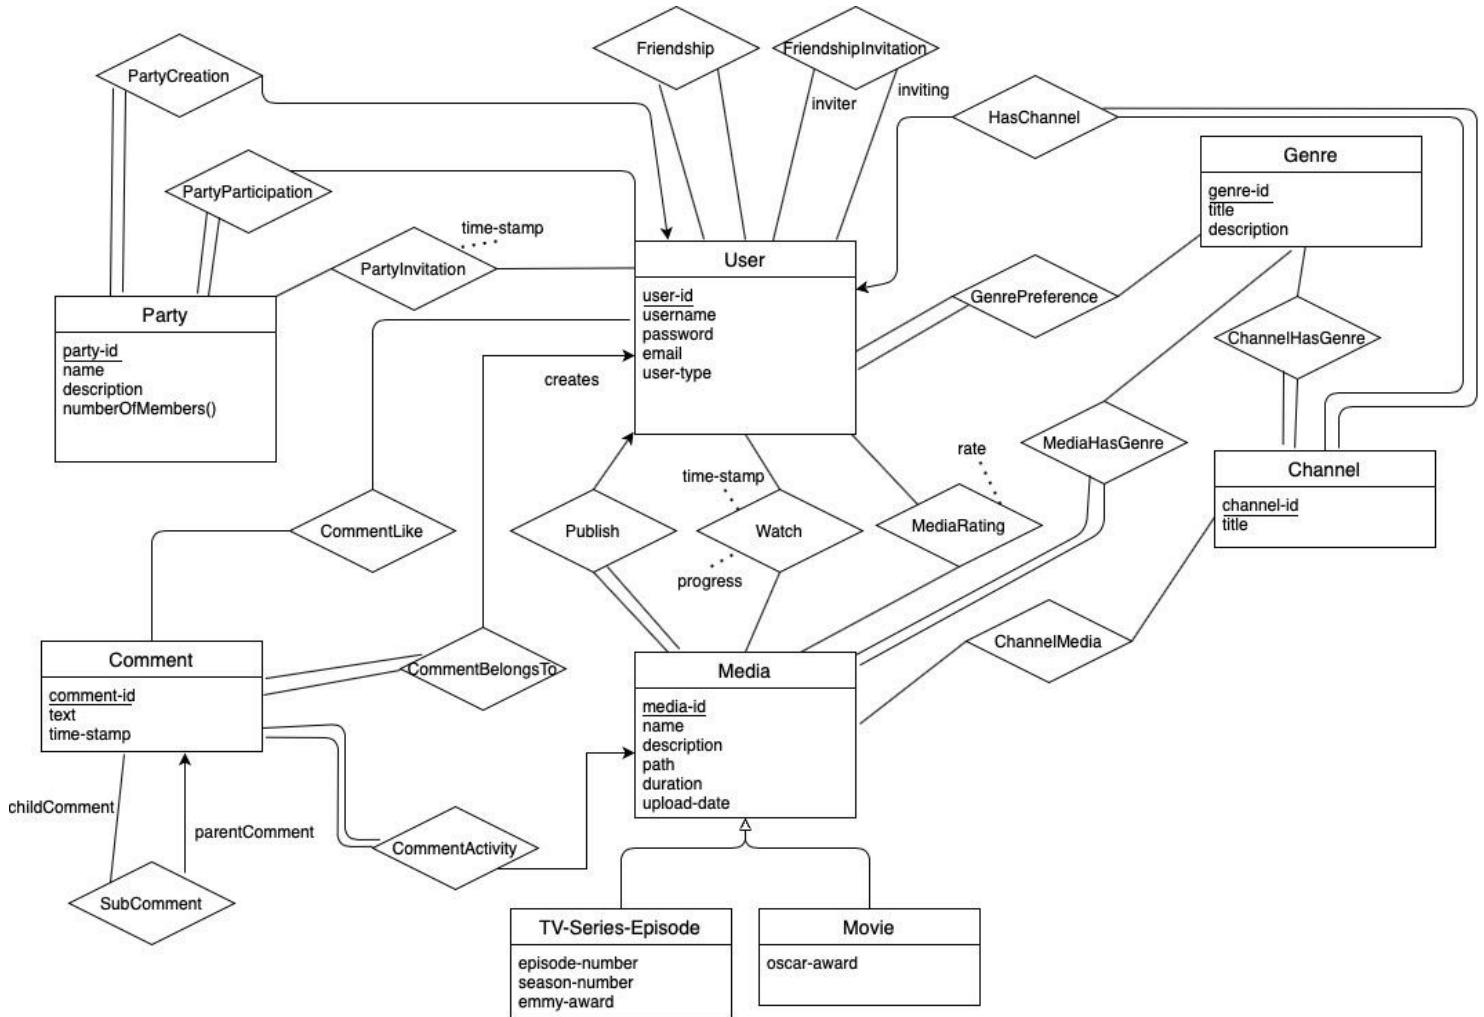 Friendship
FriendshipInvitation
PartyCreation
inviter
inviting
HasChannel
Genre
genre-id
title
description
PartyParticipation
time-stamp
PartyInvitation
User
user-id
username
password
email
user-type
GenrePreference
Party
party-id
name
description
numberOfMembers()
ChannelHasGenre
creates
MediaHasGenre
rate
Channel
channel-id
title
time-stamp
CommentLike
Publish
Watch
MediaRating
progress
ChannelMedia
Comment
comment-id
text
time-stamp
CommentBelongsTo
Media
media-id
name
description
path
duration
upload-date
childComment
parentComment
CommentActivity
SubComment
TV-Series-Episode
episode-number
season-number
emmy-award
Movie
oscar-award